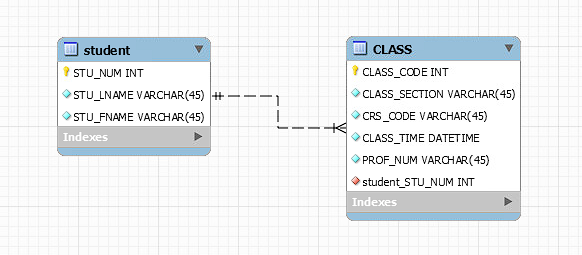 student
STU_NUM INT
STU_LNAME VARCHAR(45)
STU_FNAME VARCHAR(45)
Indexes
CLASS
CLASS_CODE INT
CLASS_SECTION VARCHAR(45)
CRS_CODE VARCHAR(45)
CLASS_TIME DATETIME
PROF_NUM VARCHAR(45)
student_STU_NUM INT
Indexes